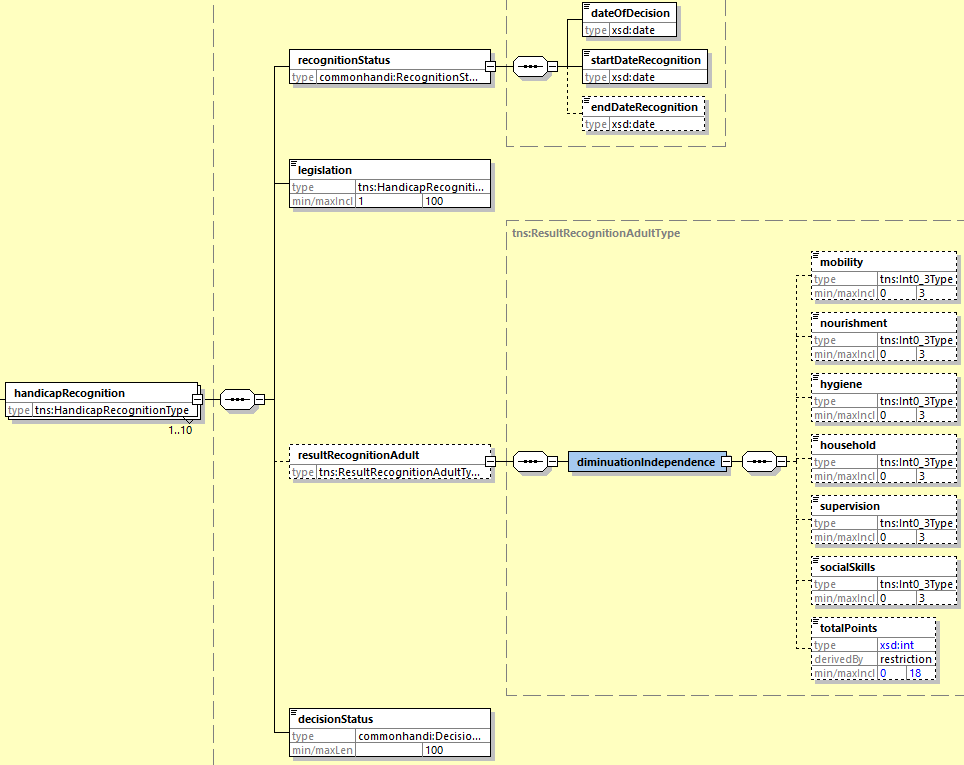 dateOfDecision
type xsd:date
recognitionStatus
type commonhandi:RecognitionSt...
startDateRecognition
type xsd:date
endDateRecognition
type xsd:date
legislation
type tns:HandicapRecogniti...
min/maxIncl 1 100
tns:ResultRecognitionAdultType
mobility
type tns:Int0_3Type
min/maxIncl 0 3
nourishment
type tns:Int0_3Type
min/maxIncl 0 3
hygiene
type tns:Int0_3Type
min/maxIncl 0 3
handicapRecognition
type tns:HandicapRecognitionType
1..10
household
type tns:Int0_3Type
min/maxIncl 0 3
resultRecognitionAdult
type tns:ResultRecognitionAdultTy...
diminuationIndependence
supervision
type tns:Int0_3Type
min/maxIncl 0 3
socialSkills
type tns:Int0_3Type
min/maxIncl 0 3
totalPoints
type xsd:int
derivedBy restriction
min/maxIncl 0 18
decisionStatus
type commonhandi:Decisio...
min/maxLen 100